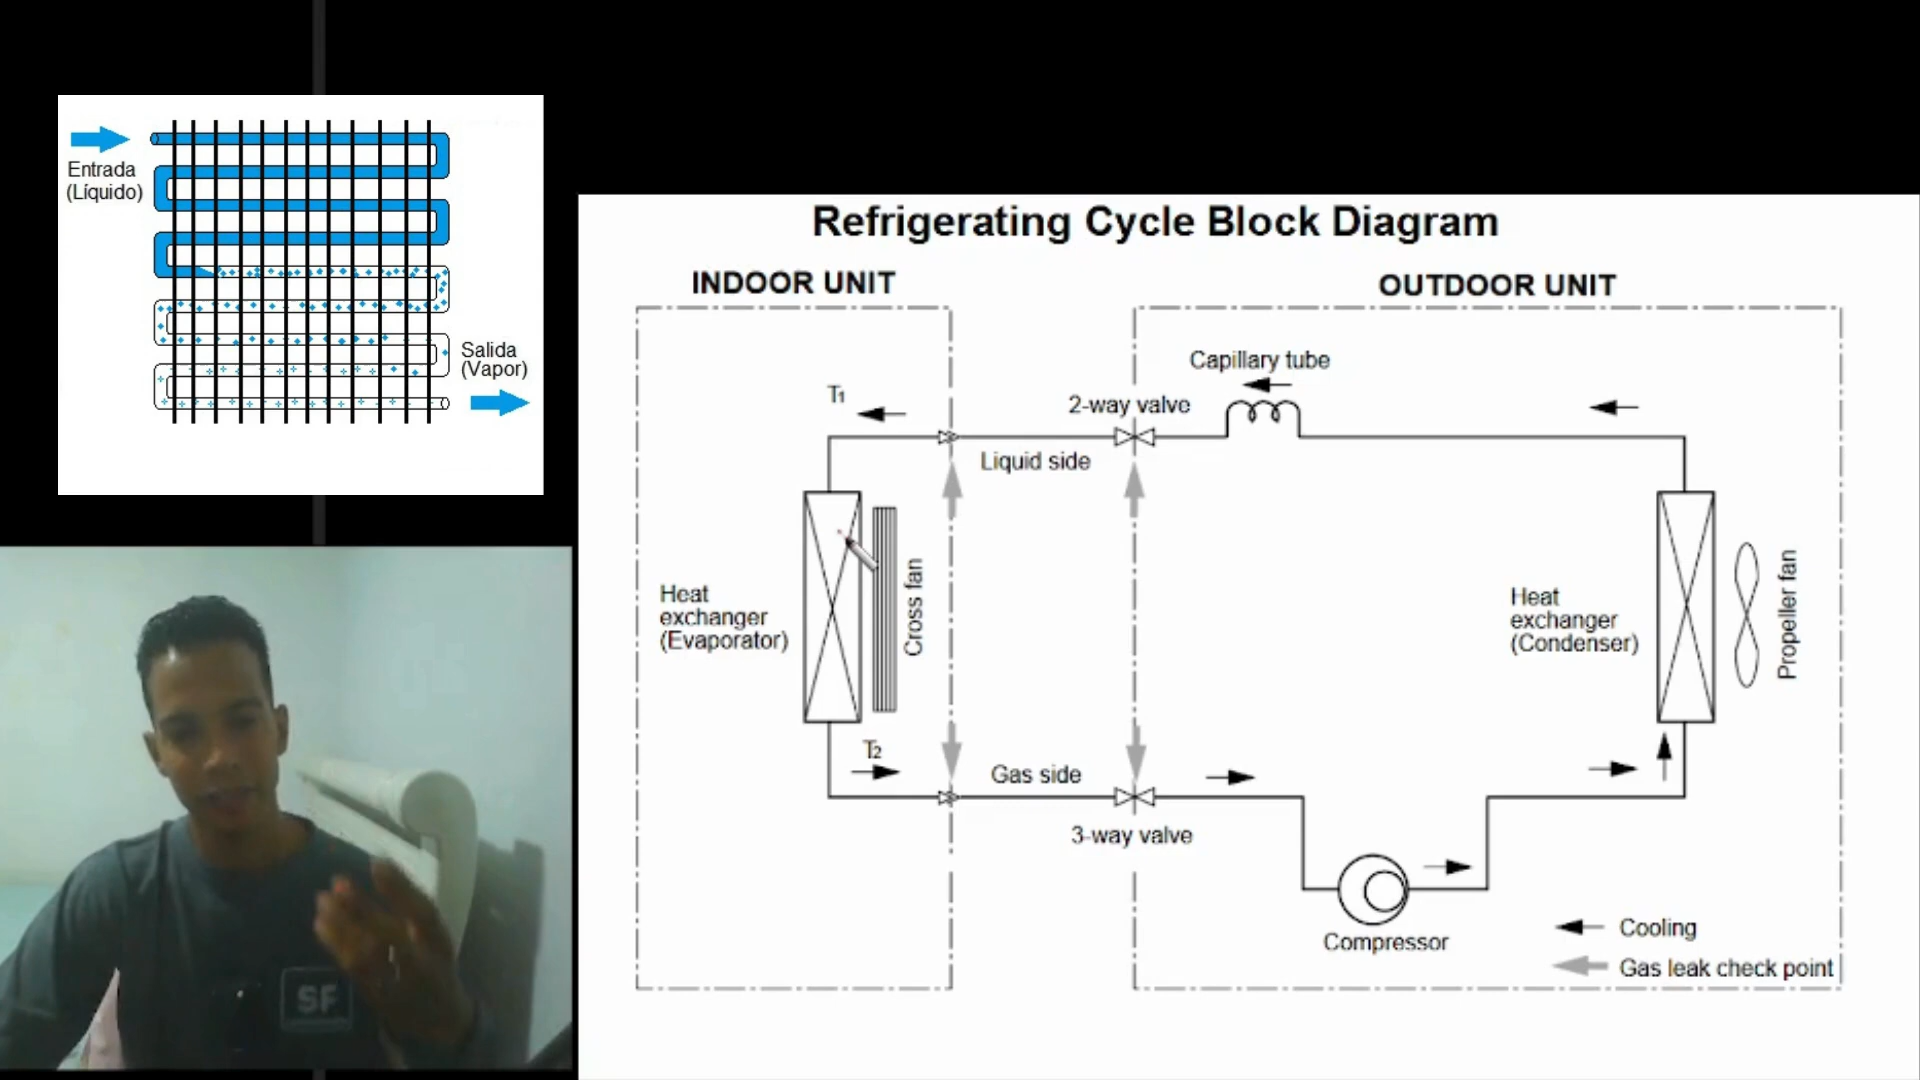 Entrada
(Líquido)
Salida
(Vapor)
SF
Refrigerating Cycle Block Diagram
INDOOR UNIT
OUTDOOR UNIT
Capillary tube
T1
2-way valve
Liquid side
Heat
exchanger
(Evaporator)
Cross fan
Heat
exchanger
(Condenser)
Propeller fan
T2
Gas side
3-way valve
Compressor
Cooling
Gas leak check point